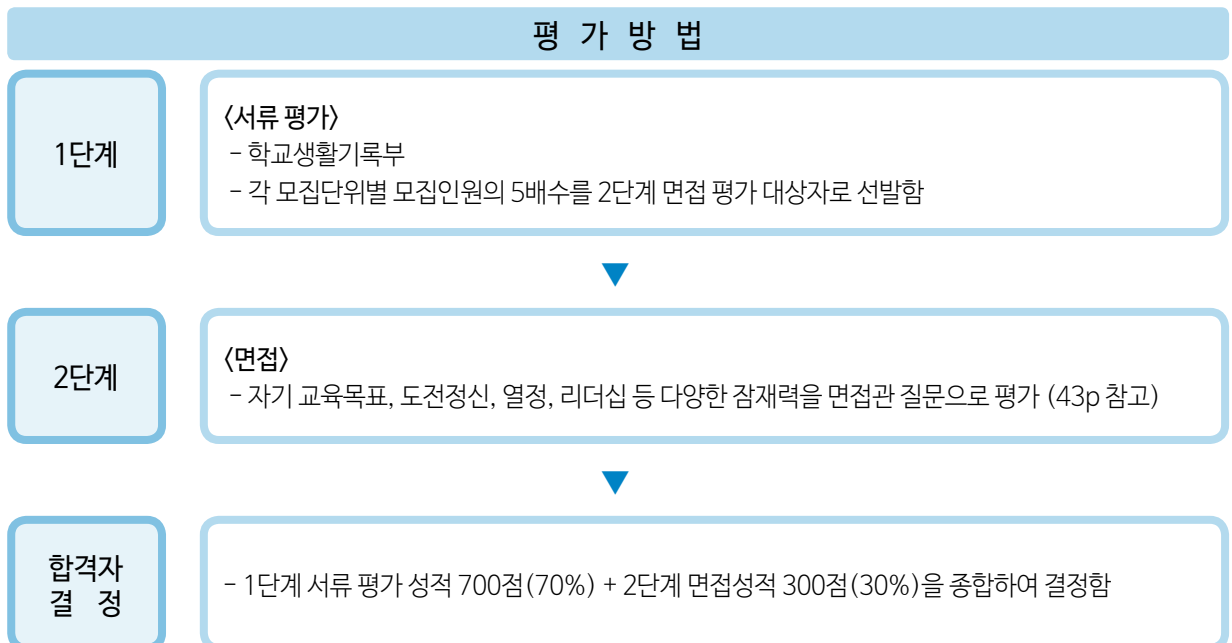 평 가 방 법
1단계
〈서류 평가〉
- 학교생활기록부
- 각 모집단위별 모집인원의 5배수를 2단계 면접 평가 대상자로 선발함
2단계
〈면접〉
- 자기 교육목표, 도전정신, 열정, 리더십 등 다양한 잠재력을 면접관 질문으로 평가 (43p 참고)
합격자
결 정
- 1단계 서류 평가 성적 700점(70%) + 2단계 면접성적 300점(30%)을 종합하여 결정함